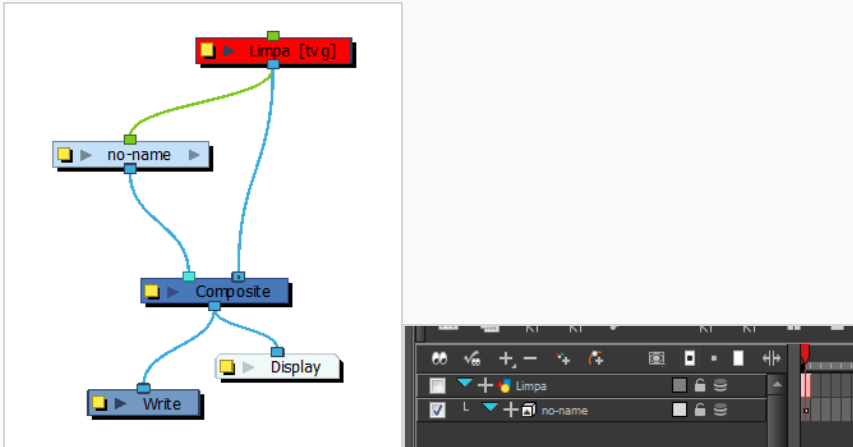 Limpa [tvg]
no-name
Composite
Display
Write
Limpa
no-name